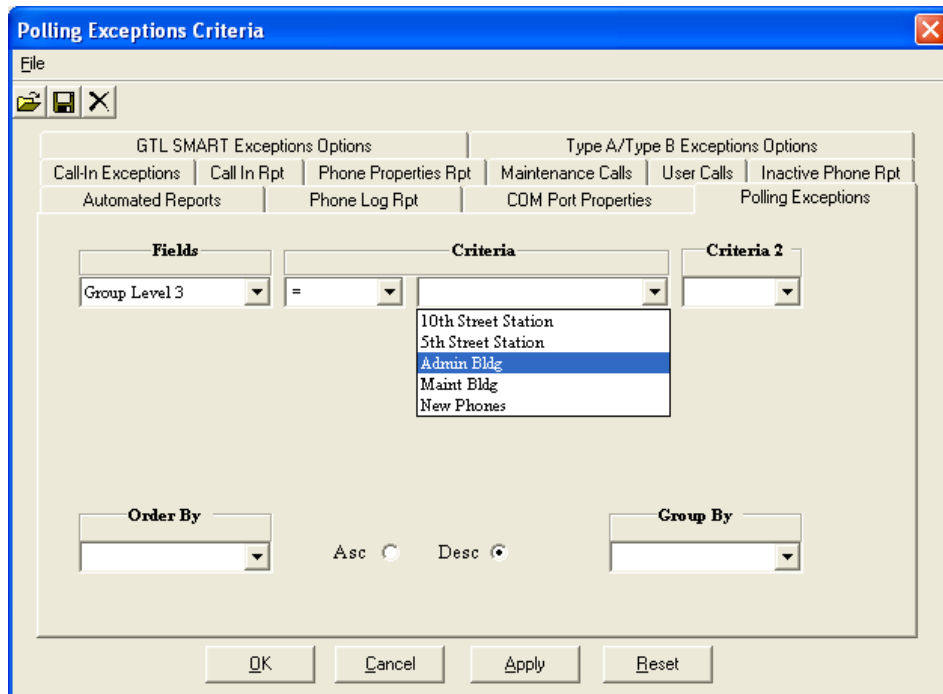 Polling Exceptions Criteria
File
GTL SMART Exceptions Options Type A/Type B Exceptions Options
Call-In Exceptions Call In Rpt Phone Properties Rpt Maintenance Calls User Calls Inactive Phone Rpt
Automated Reports Phone Log Rpt COM Port Properties Polling Exceptions
Fields Criteria Criteria 2
Group Level 3 =
10th Street Station
5th Street Station
Admin Bldg
Maint Bldg
New Phones
Order By Group By
Asc Desc
OK Cancel Apply Reset